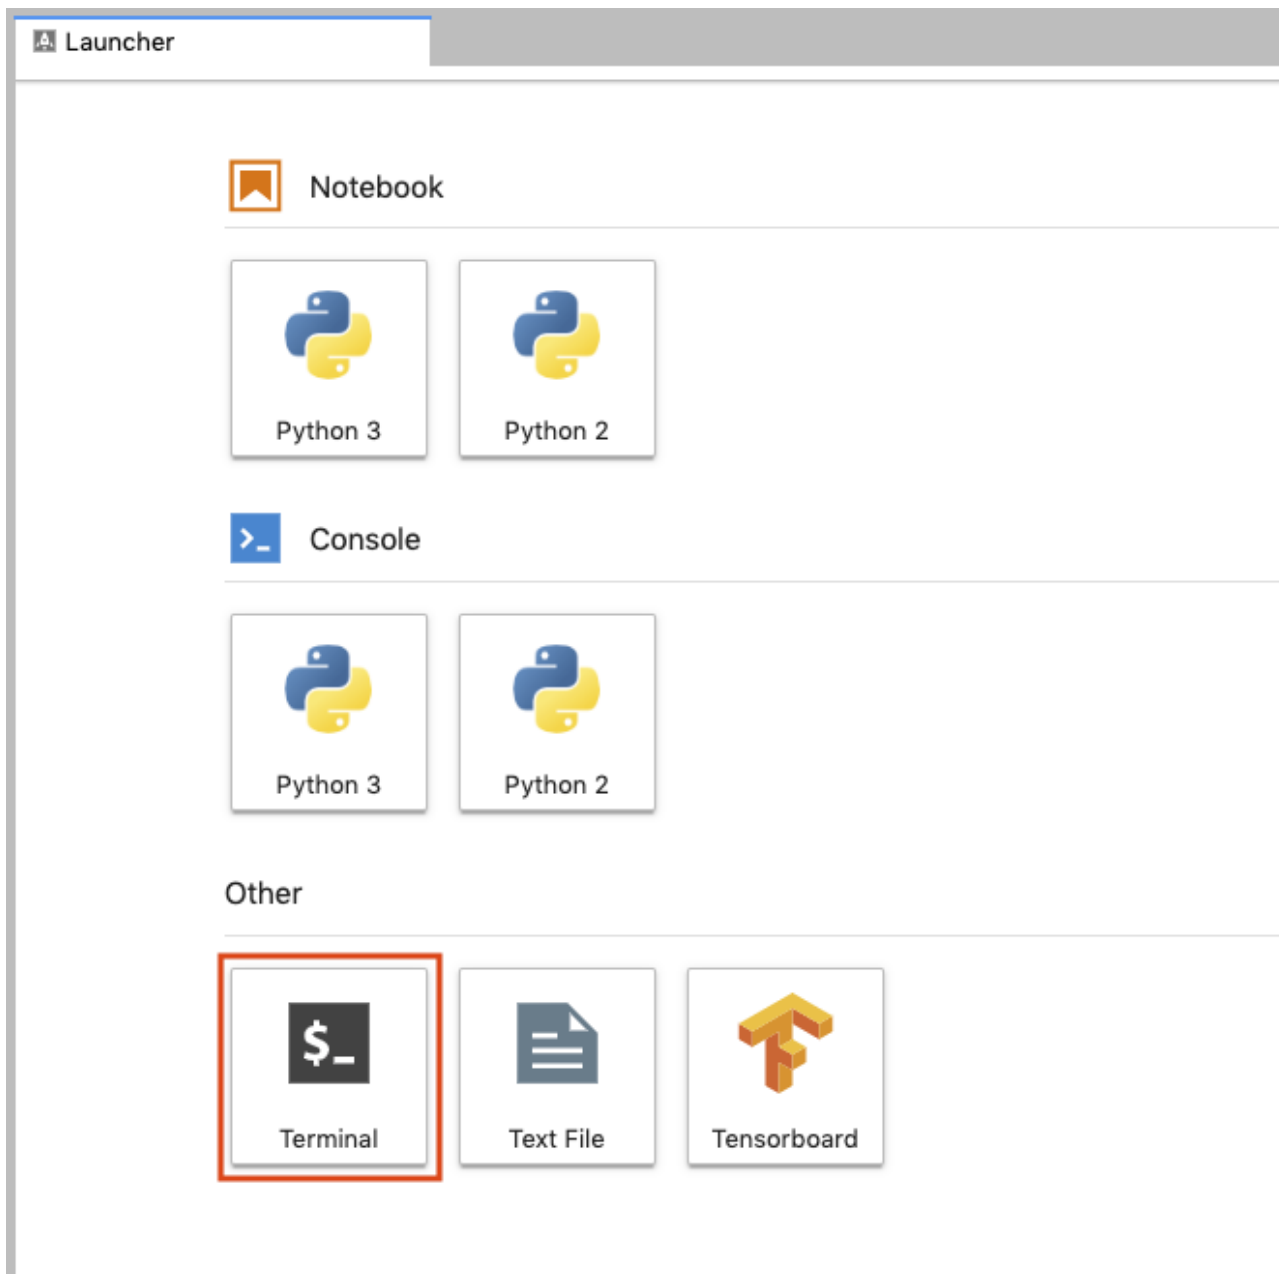 Launcher
Notebook
Python 3 Python 2
Console
Python 3 Python 2
Other
$_
Terminal Text File Tensorboard